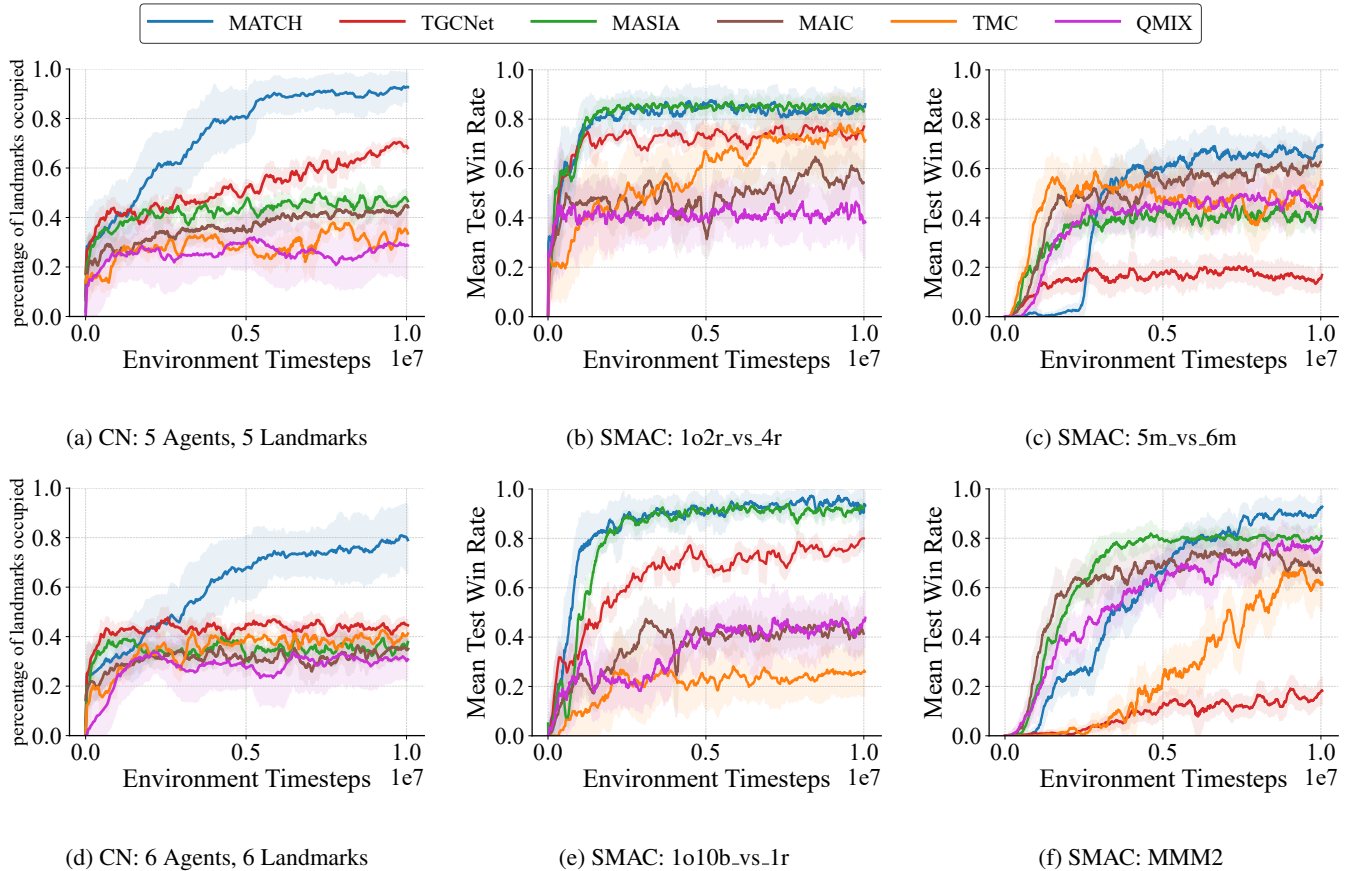 MATCH TGCNet MASIA MAIC TMC QMIX
percentage of landmarks occupied
1.0
0.8
0.6
0.4
0.2
0.0
0.0 0.5 1.0
Environment Timesteps 1e7
(a) CN: 5 Agents, 5 Landmarks
Mean Test Win Rate
1.0
0.8
0.6
0.4
0.2
0.0
0.0 0.5 1.0
Environment Timesteps 1e7
(b) SMAC: 1o2r_vs_4r
Mean Test Win Rate
1.0
0.8
0.6
0.4
0.2
0.0
0.0 0.5 1.0
Environment Timesteps 1e7
(c) SMAC: 5m_vs_6m
percentage of landmarks occupied
1.0
0.8
0.6
0.4
0.2
0.0
0.0 0.5 1.0
Environment Timesteps 1e7
(d) CN: 6 Agents, 6 Landmarks
Mean Test Win Rate
1.0
0.8
0.6
0.4
0.2
0.0
0.0 0.5 1.0
Environment Timesteps 1e7
(e) SMAC: 1o10b_vs_1r
Mean Test Win Rate
1.0
0.8
0.6
0.4
0.2
0.0
0.0 0.5 1.0
Environment Timesteps 1e7
(f) SMAC: MMM2